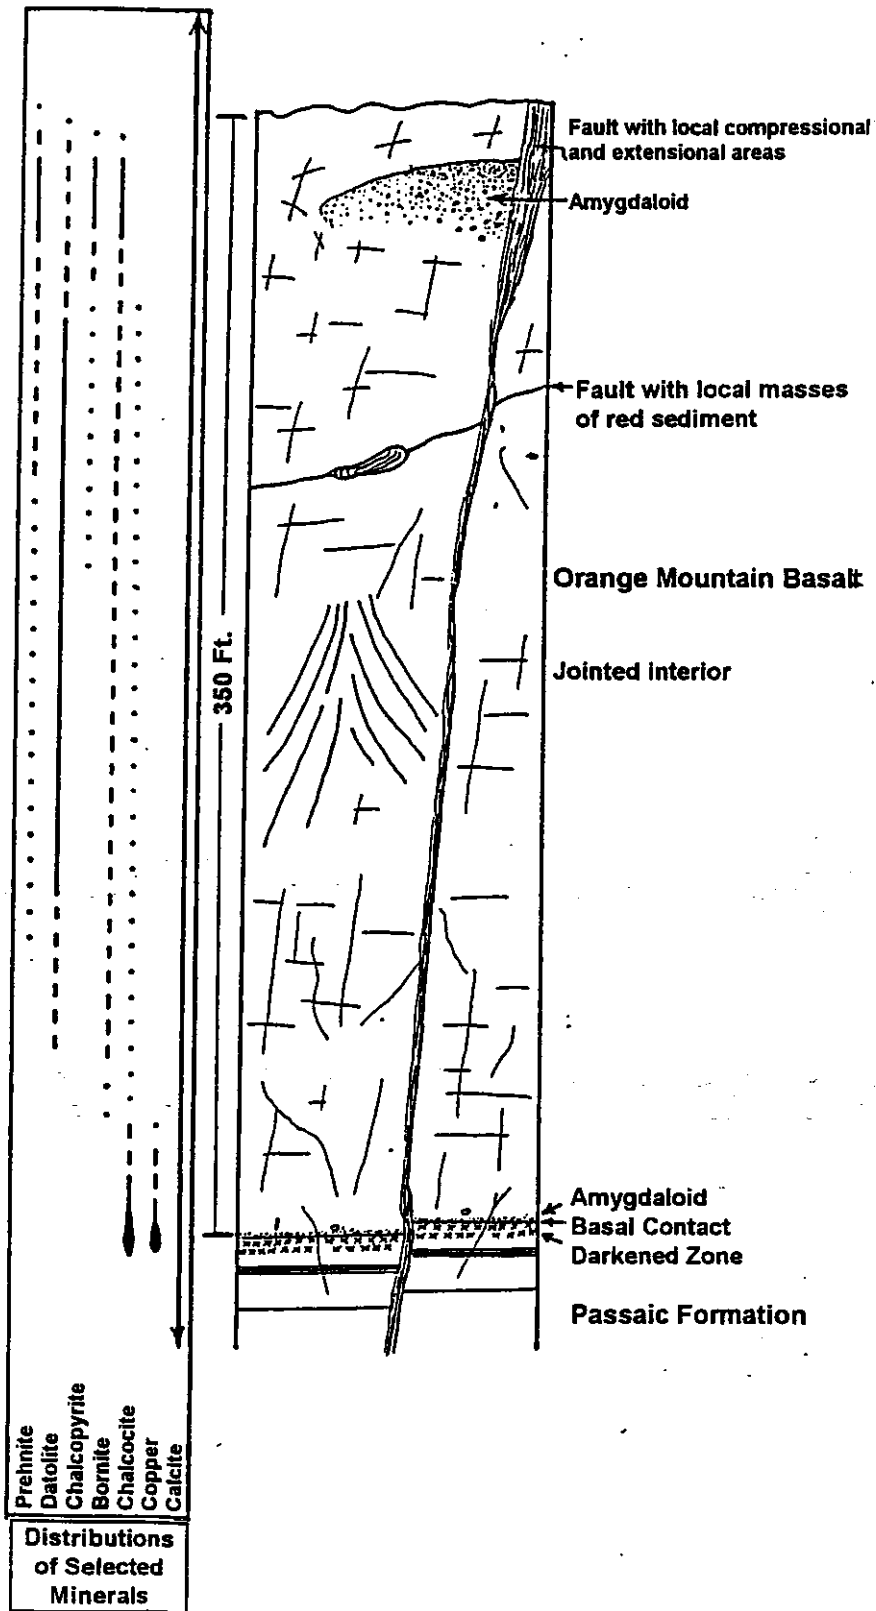 Fault with local compressional
and extensional areas
Amygdaloid
Fault with local masses
of red sediment
Orange Mountain Basalt
350 Ft.
Jointed interior
Amygdaloid
Basal Contact
Darkened Zone
Passaic Formation
Prehnite
Datolite
Chalcopyrite
Bornite
Chalcocite
Copper
Calcite
Distributions
of Selected
Minerals